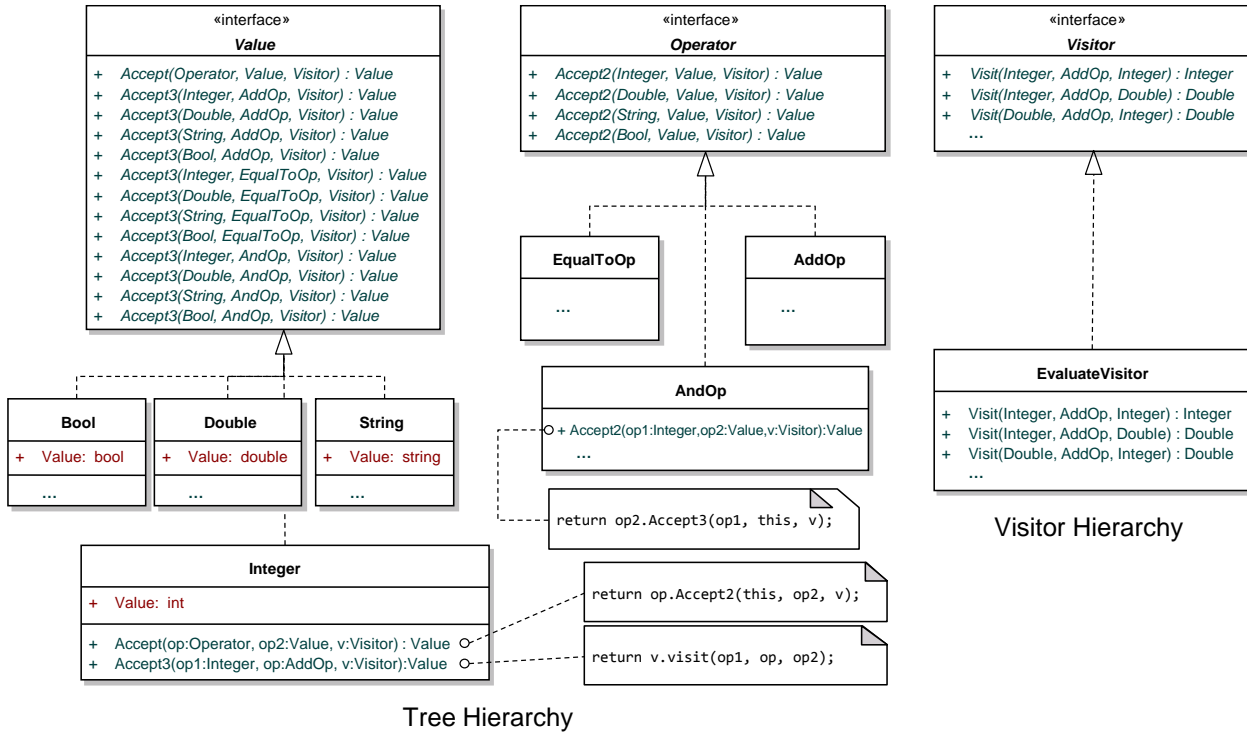 «interface»
Value
+ Accept(Operator, Value, Visitor) : Value
+ Accept3(Integer, AddOp, Visitor) : Value
+ Accept3(Double, AddOp, Visitor) : Value
+ Accept3(String, AddOp, Visitor) : Value
+ Accept3(Bool, AddOp, Visitor) : Value
+ Accept3(Integer, EqualToOp, Visitor) : Value
+ Accept3(Double, EqualToOp, Visitor) : Value
+ Accept3(String, EqualToOp, Visitor) : Value
+ Accept3(Bool, EqualToOp, Visitor) : Value
+ Accept3(Integer, AndOp, Visitor) : Value
+ Accept3(Double, AndOp, Visitor) : Value
+ Accept3(String, AndOp, Visitor) : Value
+ Accept3(Bool, AndOp, Visitor) : Value
«interface»
Operator
+ Accept2(Integer, Value, Visitor) : Value
+ Accept2(Double, Value, Visitor) : Value
+ Accept2(String, Value, Visitor) : Value
+ Accept2(Bool, Value, Visitor) : Value
«interface»
Visitor
+ Visit(Integer, AddOp, Integer) : Integer
+ Visit(Integer, AddOp, Double) : Double
+ Visit(Double, AddOp, Integer) : Double
...
EqualToOp
...
AddOp
...
AndOp
+ Accept2(op1:Integer,op2:Value,v:Visitor):Value
...
return op2.Accept3(op1, this, v);
EvaluateVisitor
+ Visit(Integer, AddOp, Integer) : Integer
+ Visit(Integer, AddOp, Double) : Double
+ Visit(Double, AddOp, Integer) : Double
...
Visitor Hierarchy
Bool
+ Value: bool
...
Double
+ Value: double
...
String
+ Value: string
...
Integer
+ Value: int
+ Accept(op:Operator, op2:Value, v:Visitor) : Value
+ Accept3(op1:Integer, op:AddOp, v:Visitor):Value
return op.Accept2(this, op2, v);
return v.visit(op1, op, op2);
Tree Hierarchy